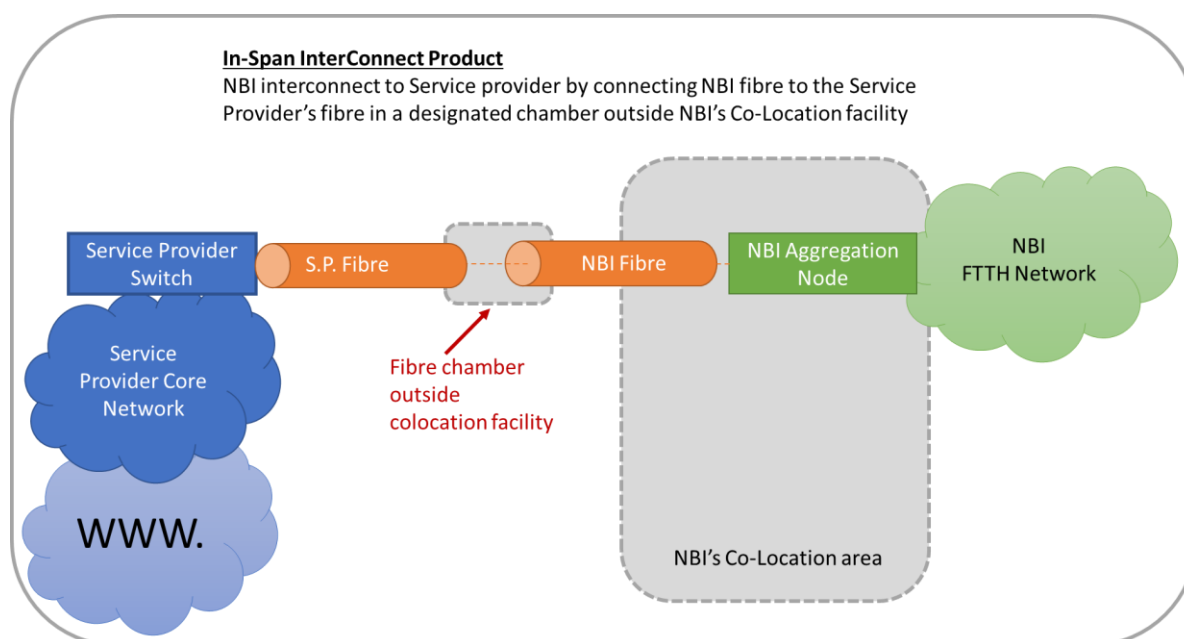 In-Span InterConnect Product
NBI interconnect to Service provider by connecting NBI fibre to the Service
Provider's fibre in a designated chamber outside NBI's Co-Location facility
Service Provider
Switch
S.P. Fibre
NBI Fibre
NBI Aggregation
Node
NBI
FTTH Network
Service
Provider Core
Network
Fibre chamber
outside
colocation facility
WWW.
NBI's Co-Location area